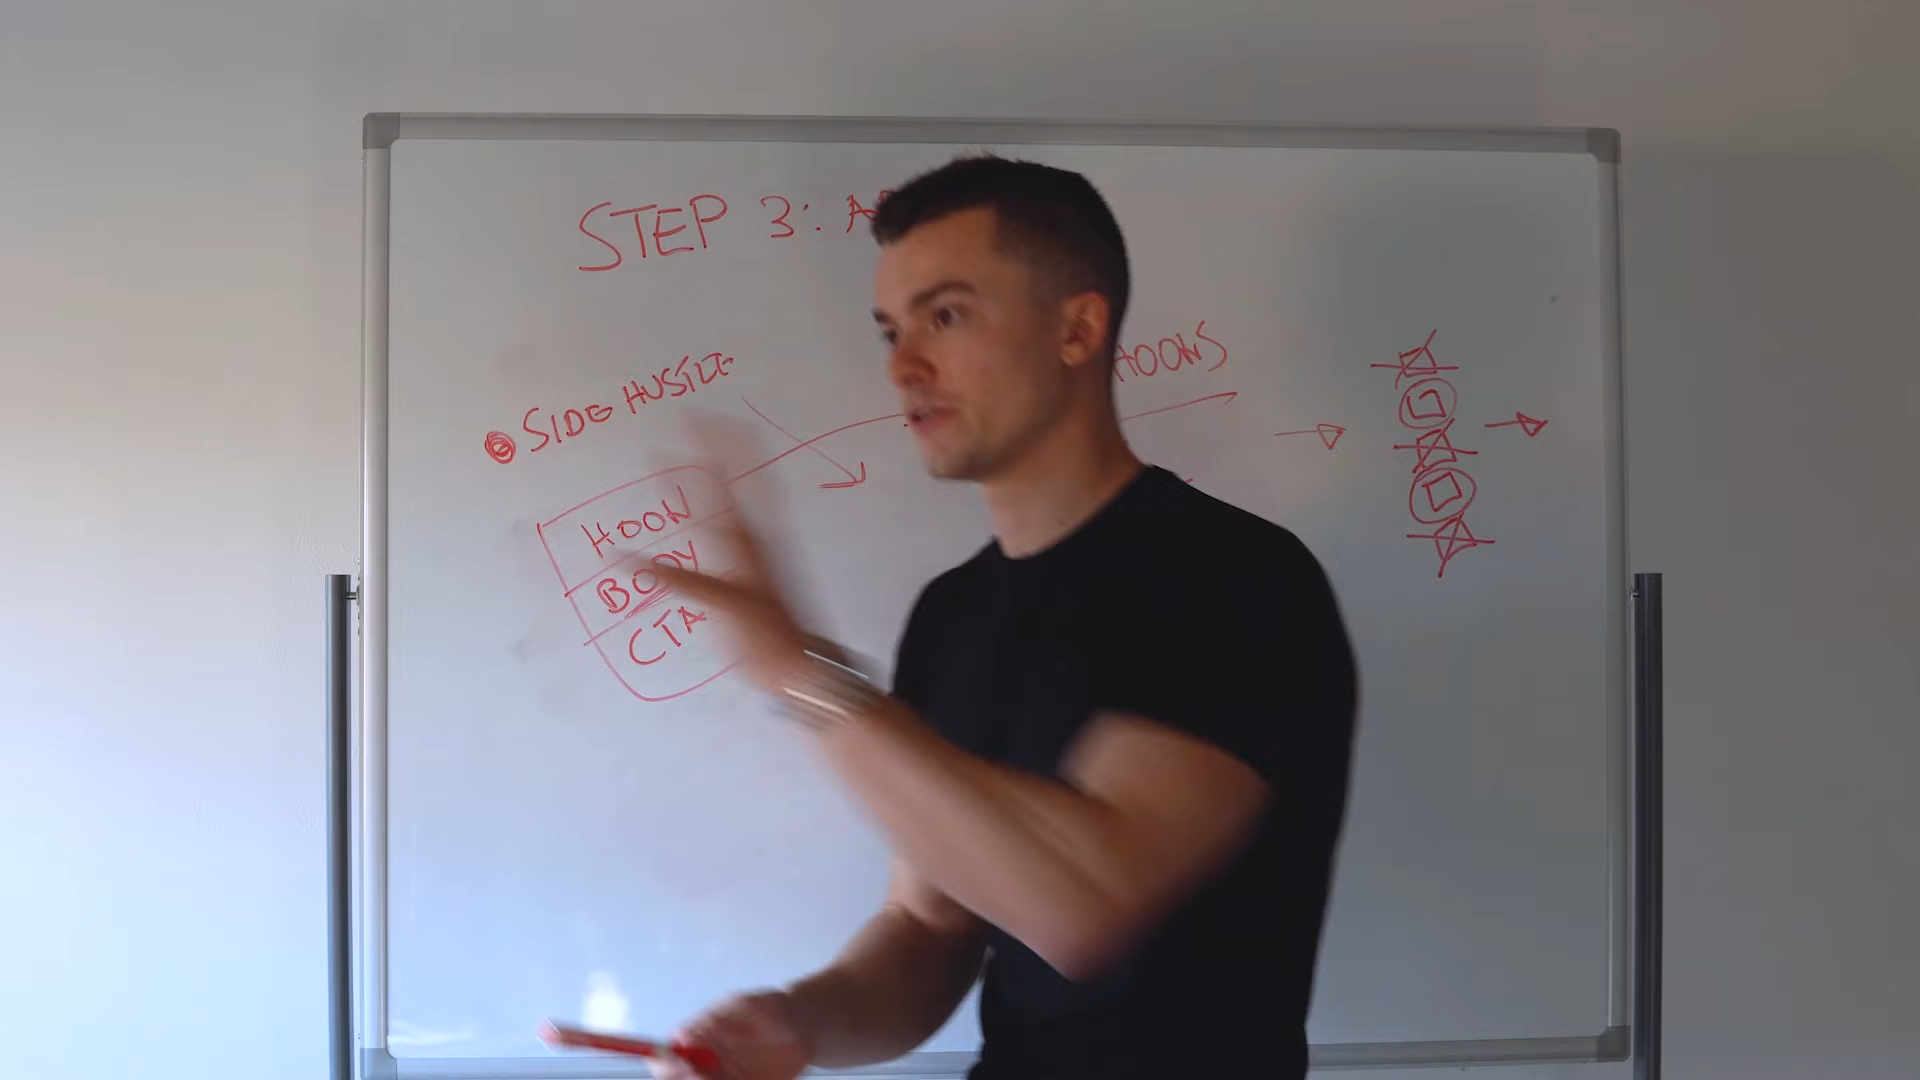 STEP 3: A
SIDE HUSTLE
HOOKS
HOOK
BODY
CTA